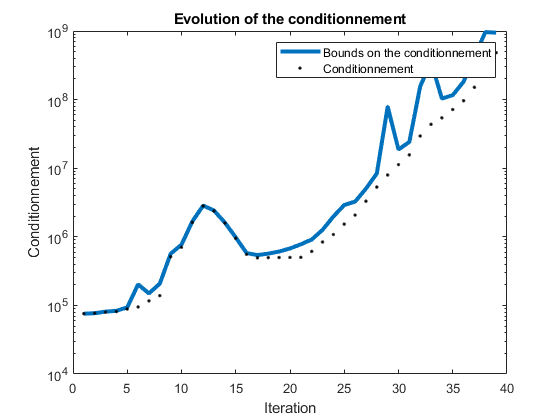 Evolution of the conditionnement
Bounds on the conditionnement
Conditionnement
10^9
10^8
10^7
10^6
10^5
10^4
Conditionnement
0 5 10 15 20 25 30 35 40
Iteration